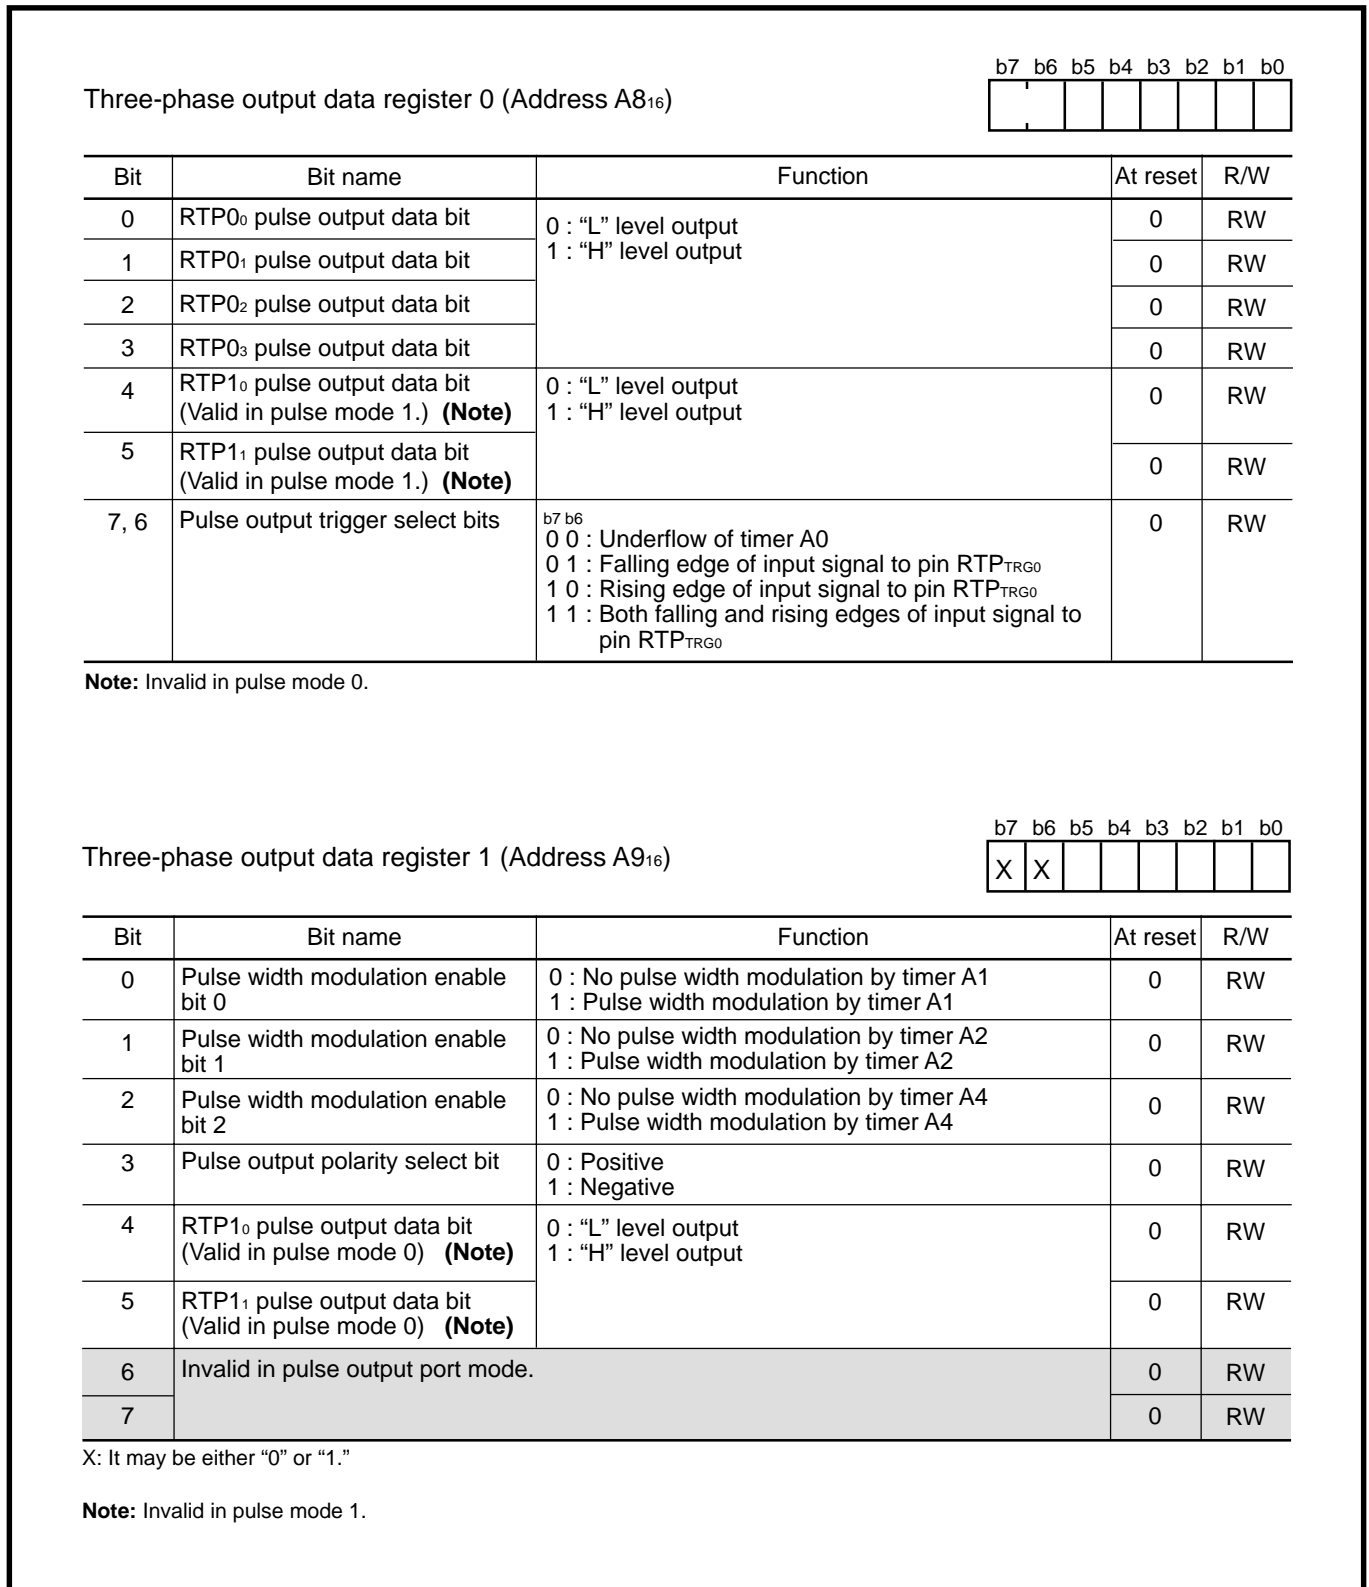 b7 b6 b5 b4 b3 b2 b1 b0
Three-phase output data register 0 (Address A8₁₆)
Bit Bit name Function At reset R/W
0 RTP0₀ pulse output data bit 0 : “L” level output 0 RW
1 : “H” level output
1 RTP0₁ pulse output data bit 0 RW
2 RTP0₂ pulse output data bit 0 RW
3 RTP0₃ pulse output data bit 0 RW
4 RTP1₀ pulse output data bit 0 : “L” level output 0 RW
(Valid in pulse mode 1.) (Note) 1 : “H” level output
5 RTP1₁ pulse output data bit 0 RW
(Valid in pulse mode 1.) (Note)
7, 6 Pulse output trigger select bits b7 b6 0 RW
0 0 : Underflow of timer A0
0 1 : Falling edge of input signal to pin RTPTRG0
1 0 : Rising edge of input signal to pin RTPTRG0
1 1 : Both falling and rising edges of input signal to
pin RTPTRG0
Note: Invalid in pulse mode 0.
b7 b6 b5 b4 b3 b2 b1 b0
Three-phase output data register 1 (Address A9₁₆)
X X
Bit Bit name Function At reset R/W
0 Pulse width modulation enable 0 : No pulse width modulation by timer A1 0 RW
bit 0 1 : Pulse width modulation by timer A1
1 Pulse width modulation enable 0 : No pulse width modulation by timer A2 0 RW
bit 1 1 : Pulse width modulation by timer A2
2 Pulse width modulation enable 0 : No pulse width modulation by timer A4 0 RW
bit 2 1 : Pulse width modulation by timer A4
3 Pulse output polarity select bit 0 : Positive 0 RW
1 : Negative
4 RTP1₀ pulse output data bit 0 : “L” level output 0 RW
(Valid in pulse mode 0) (Note) 1 : “H” level output
5 RTP1₁ pulse output data bit 0 RW
(Valid in pulse mode 0) (Note)
6 Invalid in pulse output port mode. 0 RW
7 0 RW
X: It may be either “0” or “1.”
Note: Invalid in pulse mode 1.